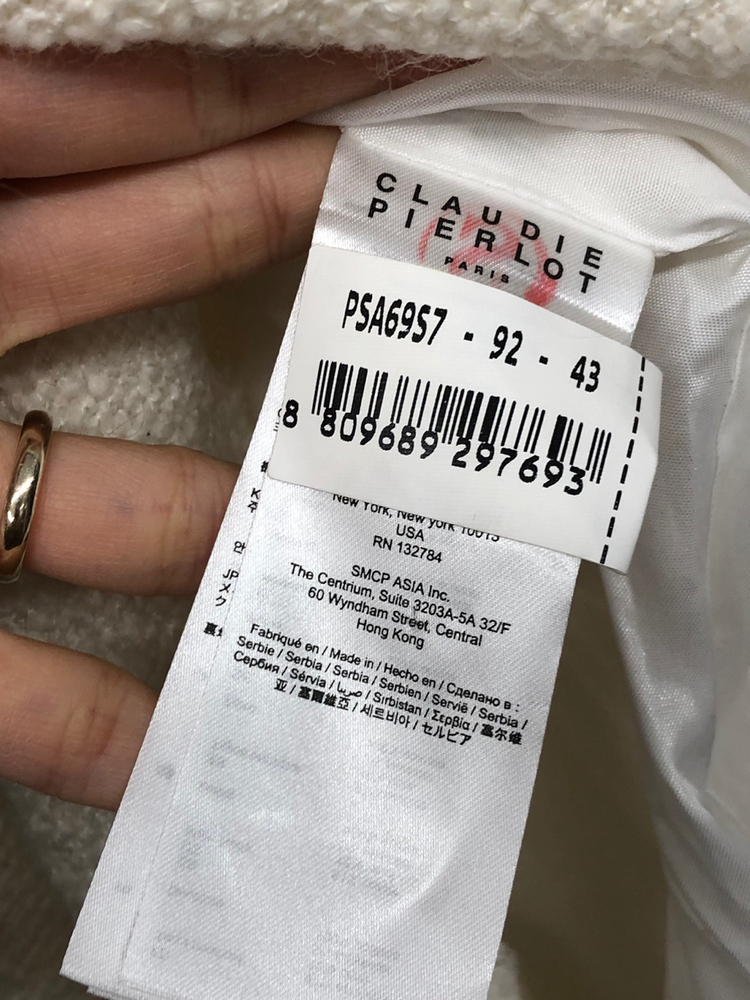 CLAUDIE
PIERLOT
PARIS
PSA69S7 - 92 - 43
8 809689 297693
New York, New york 10013
USA
RN 132784
SMCP ASIA Inc.
The Centrium, Suite 3203A-5A 32/F
60 Wyndham Street, Central
Hong Kong
Fabriqué en / Made in / Hecho en / Сделано в :
Serbie / Serbia / Serbia / Serbien / Servië / Serbia /
Сербия / Sérvia / صربيا / Sırbistan / Σερβία / 塞尔维
亚 / 塞爾維亞 / 세르비아 / セルビア